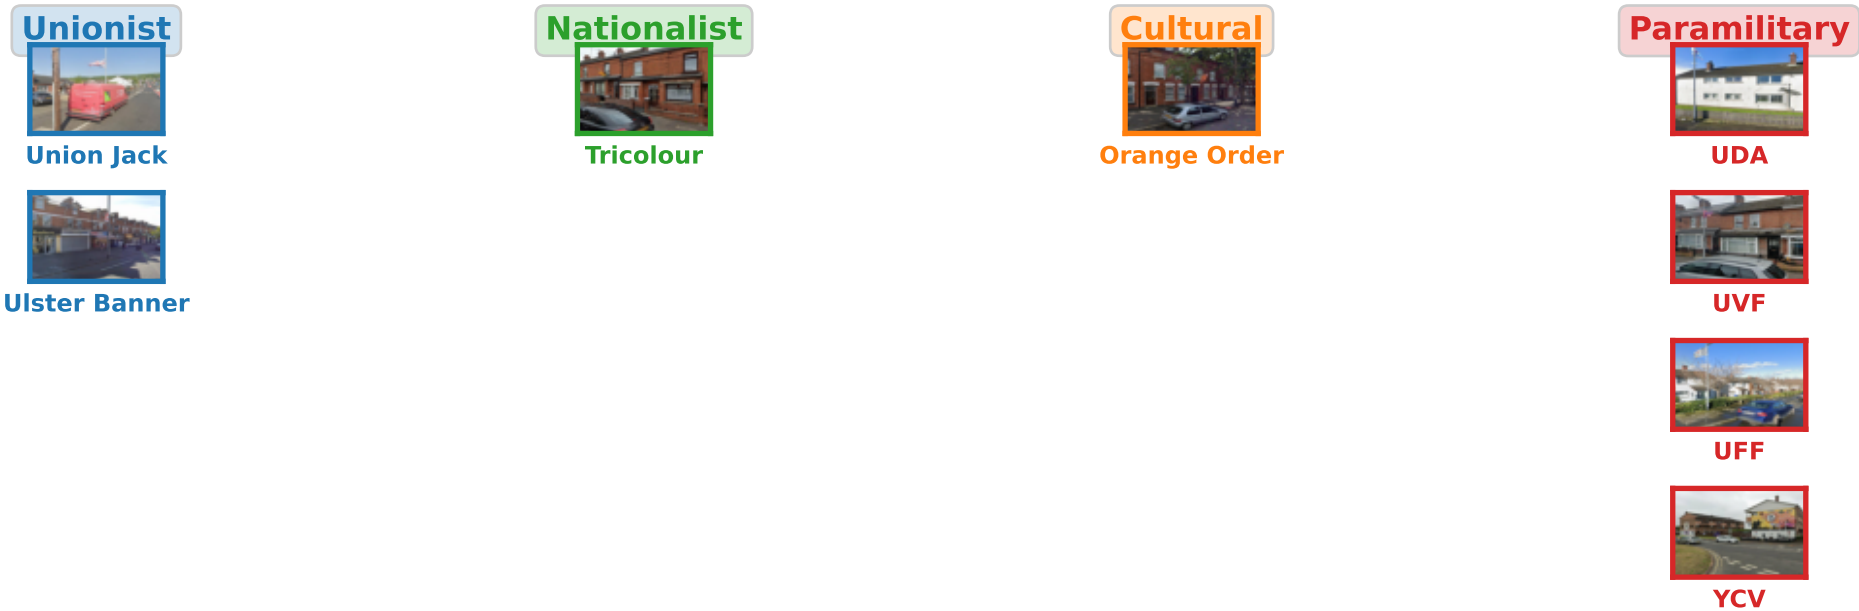 Unionist
Nationalist
Cultural
Paramilitary
Union Jack
Tricolour
Orange Order
UDA
Ulster Banner
UVF
UFF
YCV